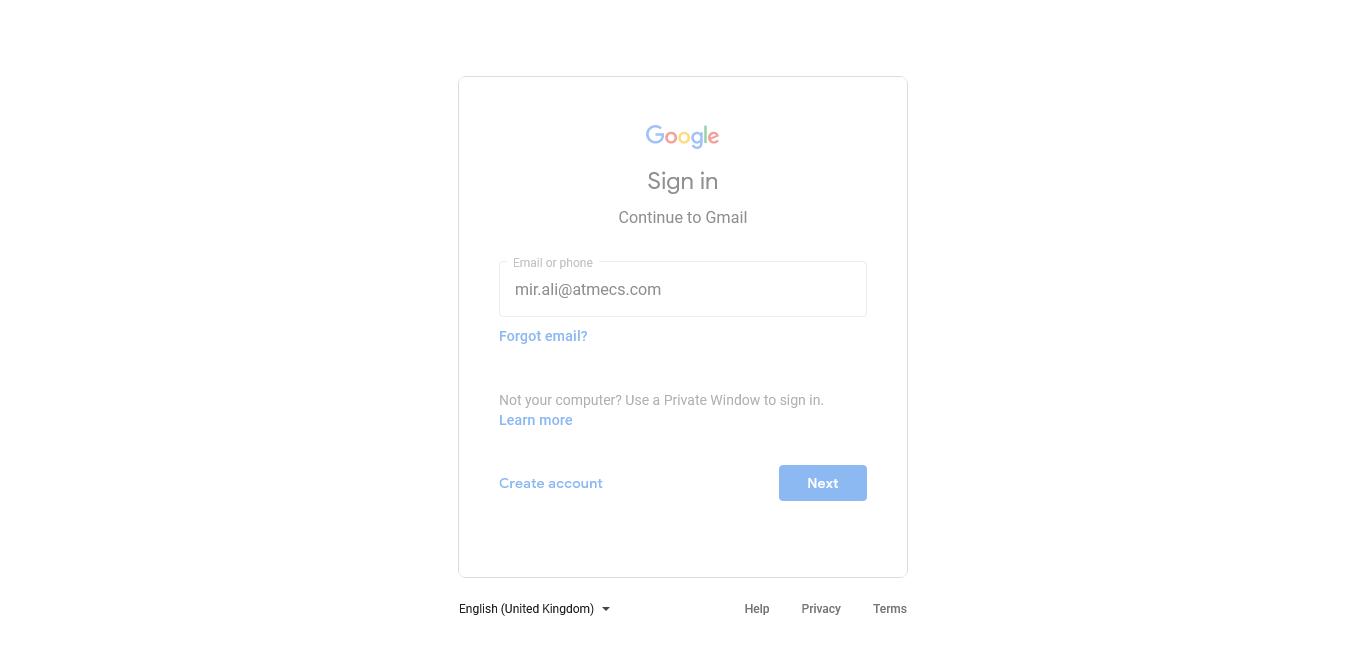 Google
Sign in
Continue to Gmail
Email or phone
mir.ali@atmecs.com
Forgot email?
Not your computer? Use a Private Window to sign in.
Learn more
Create account
Next
English (United Kingdom)
Help
Privacy
Terms